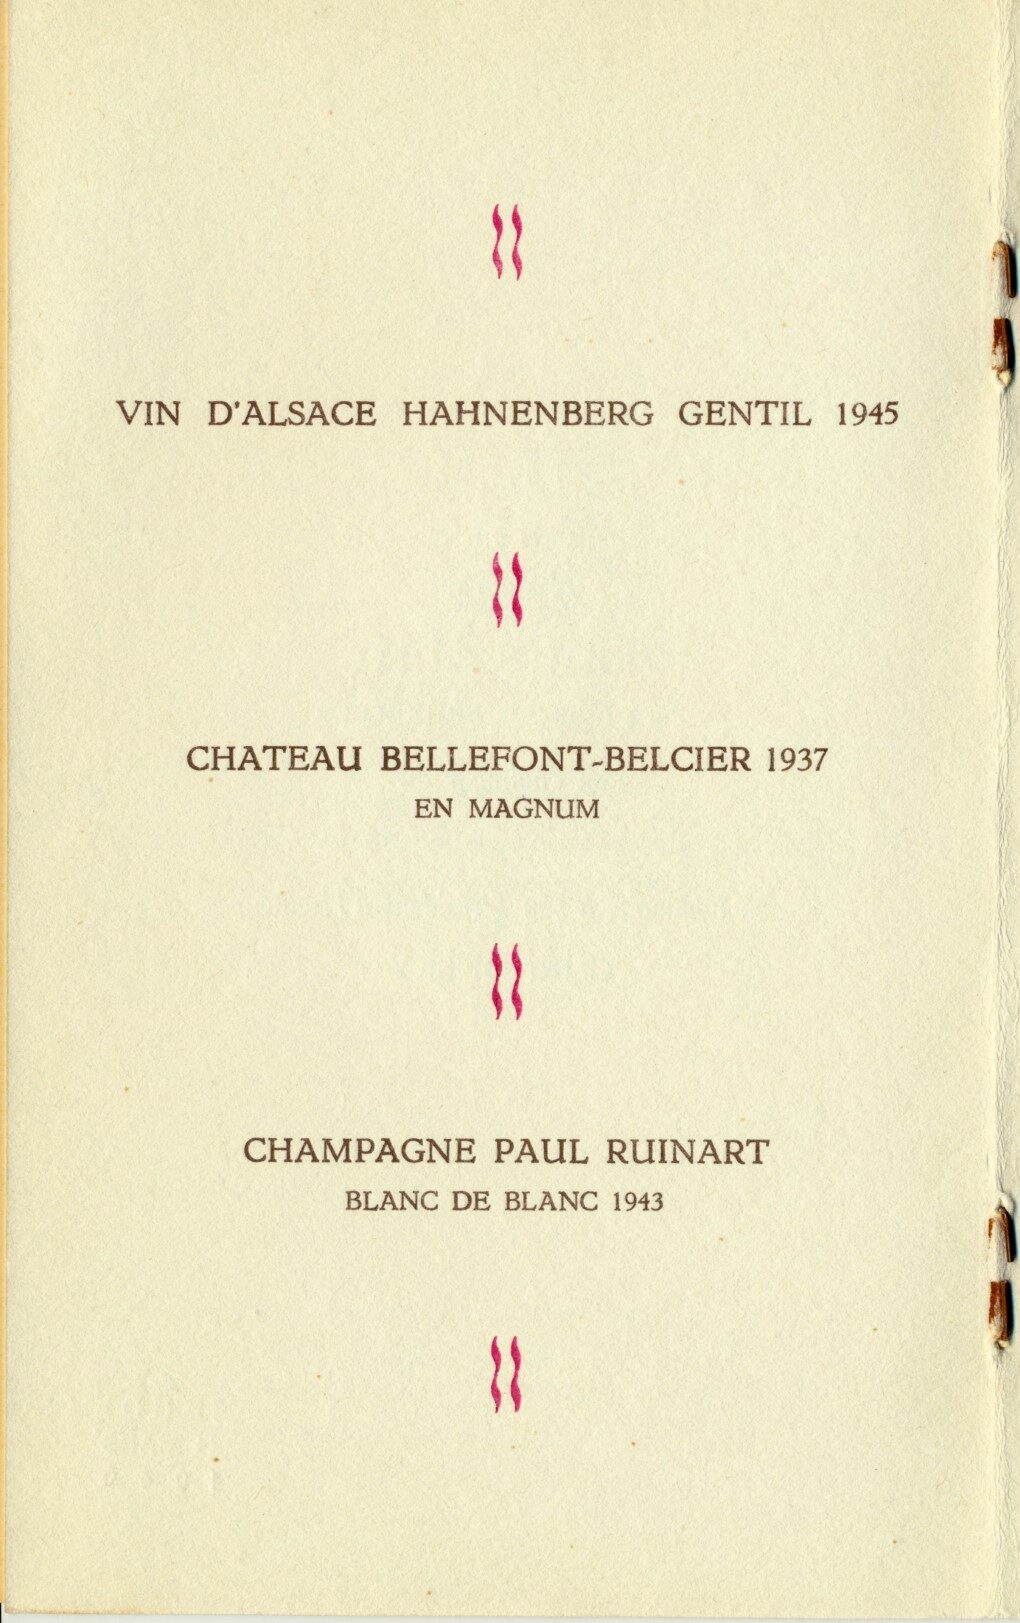 VIN D'ALSACE HAHNENBERG GENTIL 1945
CHATEAU BELLEFONT-BELCIER 1937
EN MAGNUM
CHAMPAGNE PAUL RUINART
BLANC DE BLANC 1943